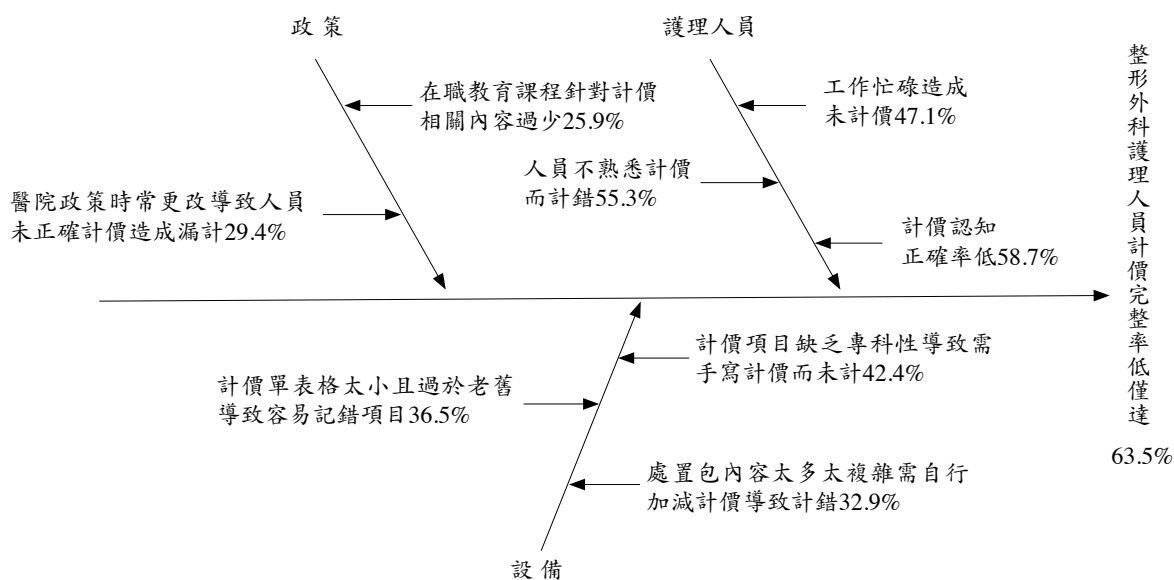 政 策
在職教育課程針對計價
相關內容過少25.9%
醫院政策時常更改導致人員
未正確計價造成漏計29.4%
護理人員
工作忙碌造成
未計價47.1%
人員不熟悉計價
而計錯55.3%
計價認知
正確率低58.7%
計價項目缺乏專科性導致需
手寫計價而未計42.4%
計價單表格太小且過於老舊
導致容易記錯項目36.5%
處置包內容太多太複雜需自行
加減計價導致計錯32.9%
設 備
整形外科護理人員計價完整率低僅達
63.5%